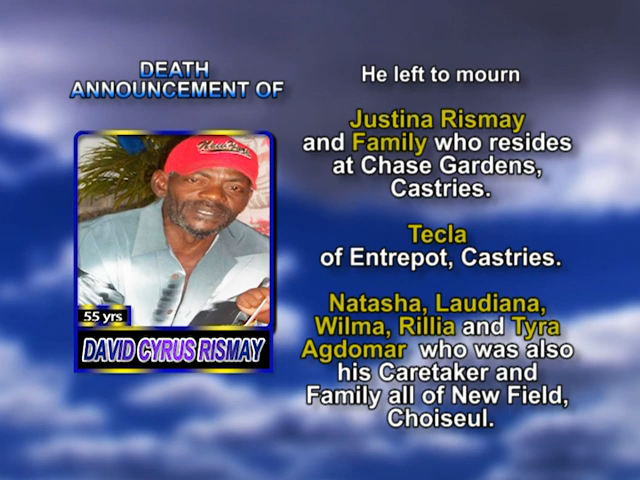 DEATH
ANNOUNCEMENT OF
55 yrs
DAVID CYRUS RISMAY
He left to mourn
Justina Rismay
and Family who resides
at Chase Gardens,
Castries.
Tecla
of Entrepot, Castries.
Natasha, Laudiana,
Wilma, Rillia and Tyra
Agdomar who was also
his Caretaker and
Family all of New Field,
Choiseul.